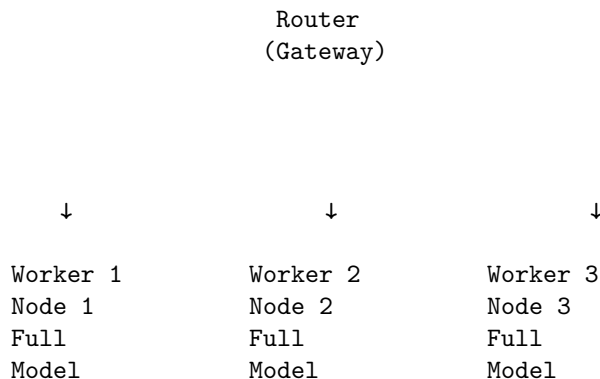 Router
(Gateway)
↓ ↓ ↓
Worker 1 Worker 2 Worker 3
Node 1 Node 2 Node 3
Full Full Full
Model Model Model